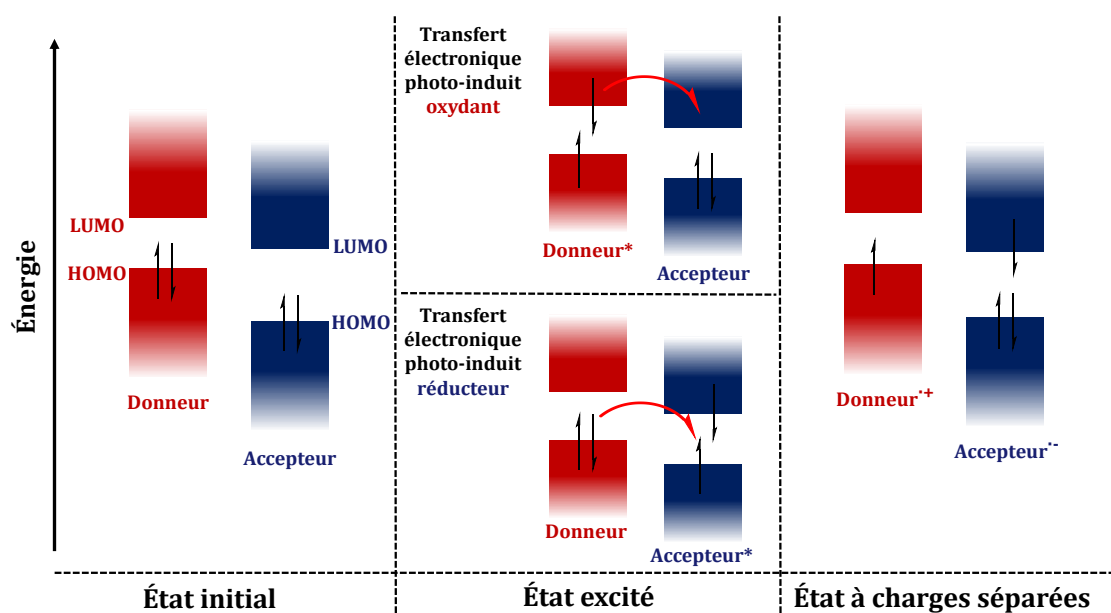 Énergie
LUMO
HOMO
Donneur
LUMO
HOMO
Accepteur
Transfert
électronique
photo-induit
oxydant
Donneur*
Accepteur
Transfert
électronique
photo-induit
réducteur
Donneur
Accepteur*
Donneur·+
Accepteur·-
État initial
État excité
État à charges séparées